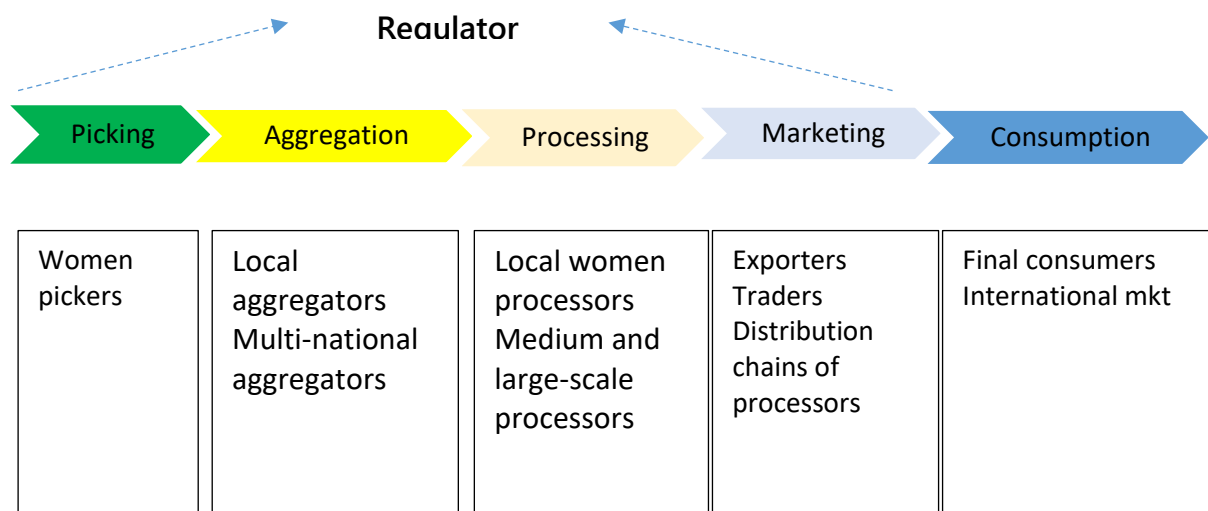 Regulator
Picking
Aggregation
Processing
Marketing
Consumption
Women
pickers
Local
aggregators
Multi-national
aggregators
Local women
processors
Medium and
large-scale
processors
Exporters
Traders
Distribution
chains of
processors
Final consumers
International mkt